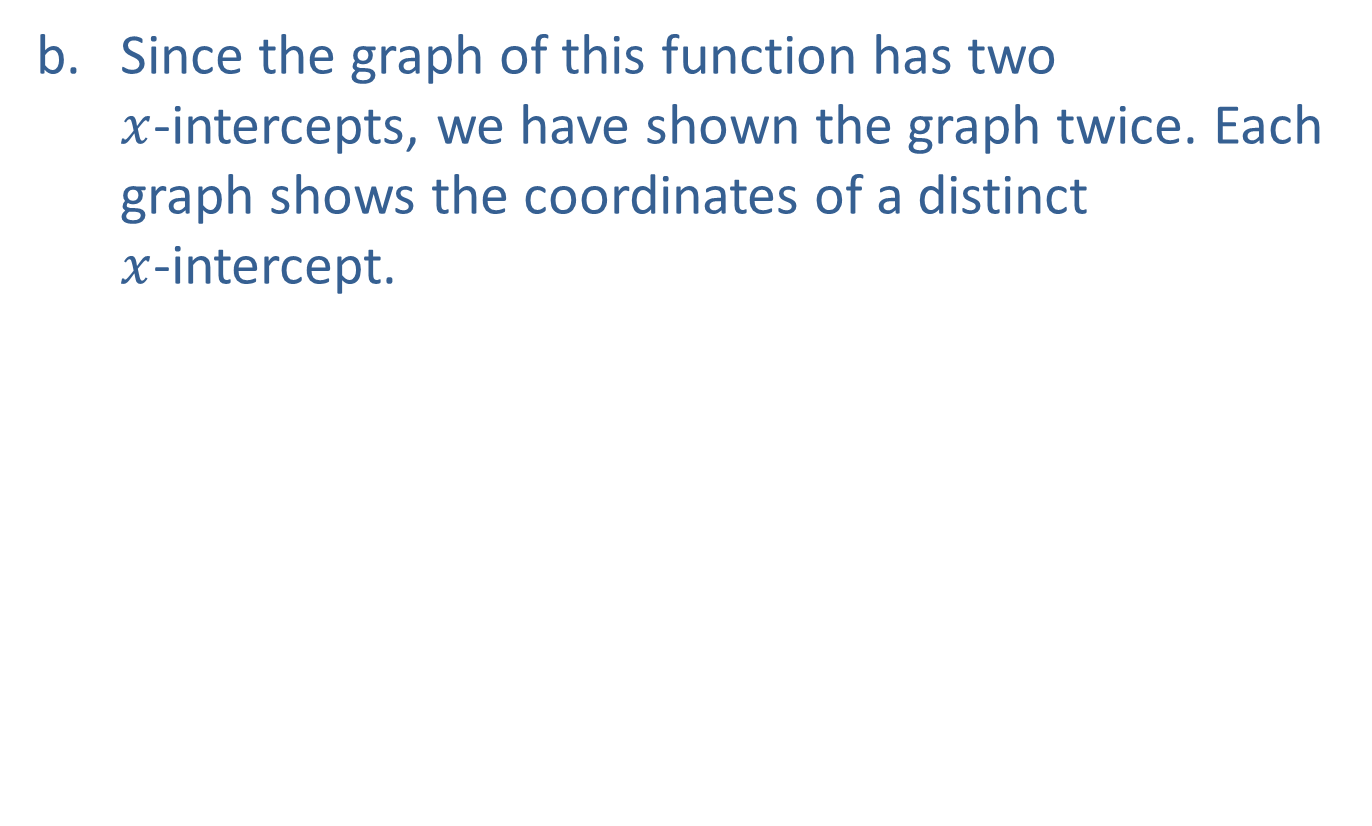 b. Since the graph of this function has two
x-intercepts, we have shown the graph twice. Each
graph shows the coordinates of a distinct
x-intercept.